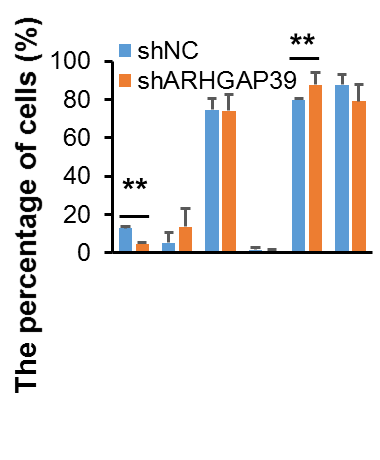 The percentage of cells (%)
100
80
60
40
20
0
shNC
shARHGAP39
**
**